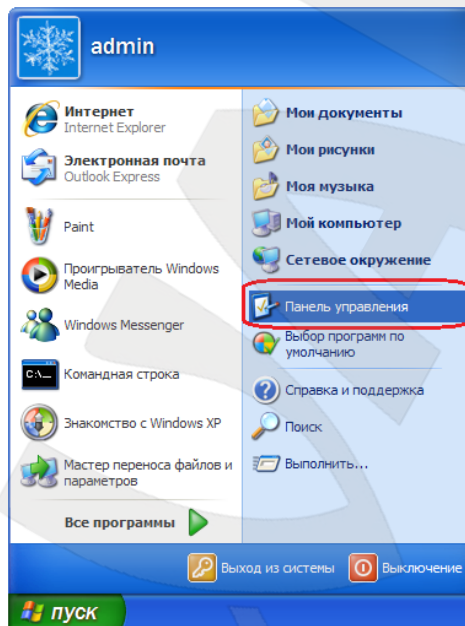 admin
Интернет
Internet Explorer
Электронная почта
Outlook Express
Paint
Проигрыватель Windows
Media
Windows Messenger
Командная строка
Знакомство с Windows XP
Мастер переноса файлов и
параметров
Все программы
Мои документы
Мои рисунки
Моя музыка
Мой компьютер
Сетевое окружение
Панель управления
Выбор программ по
умолчанию
Справка и поддержка
Поиск
Выполнить...
Выход из системы
Выключение
пуск